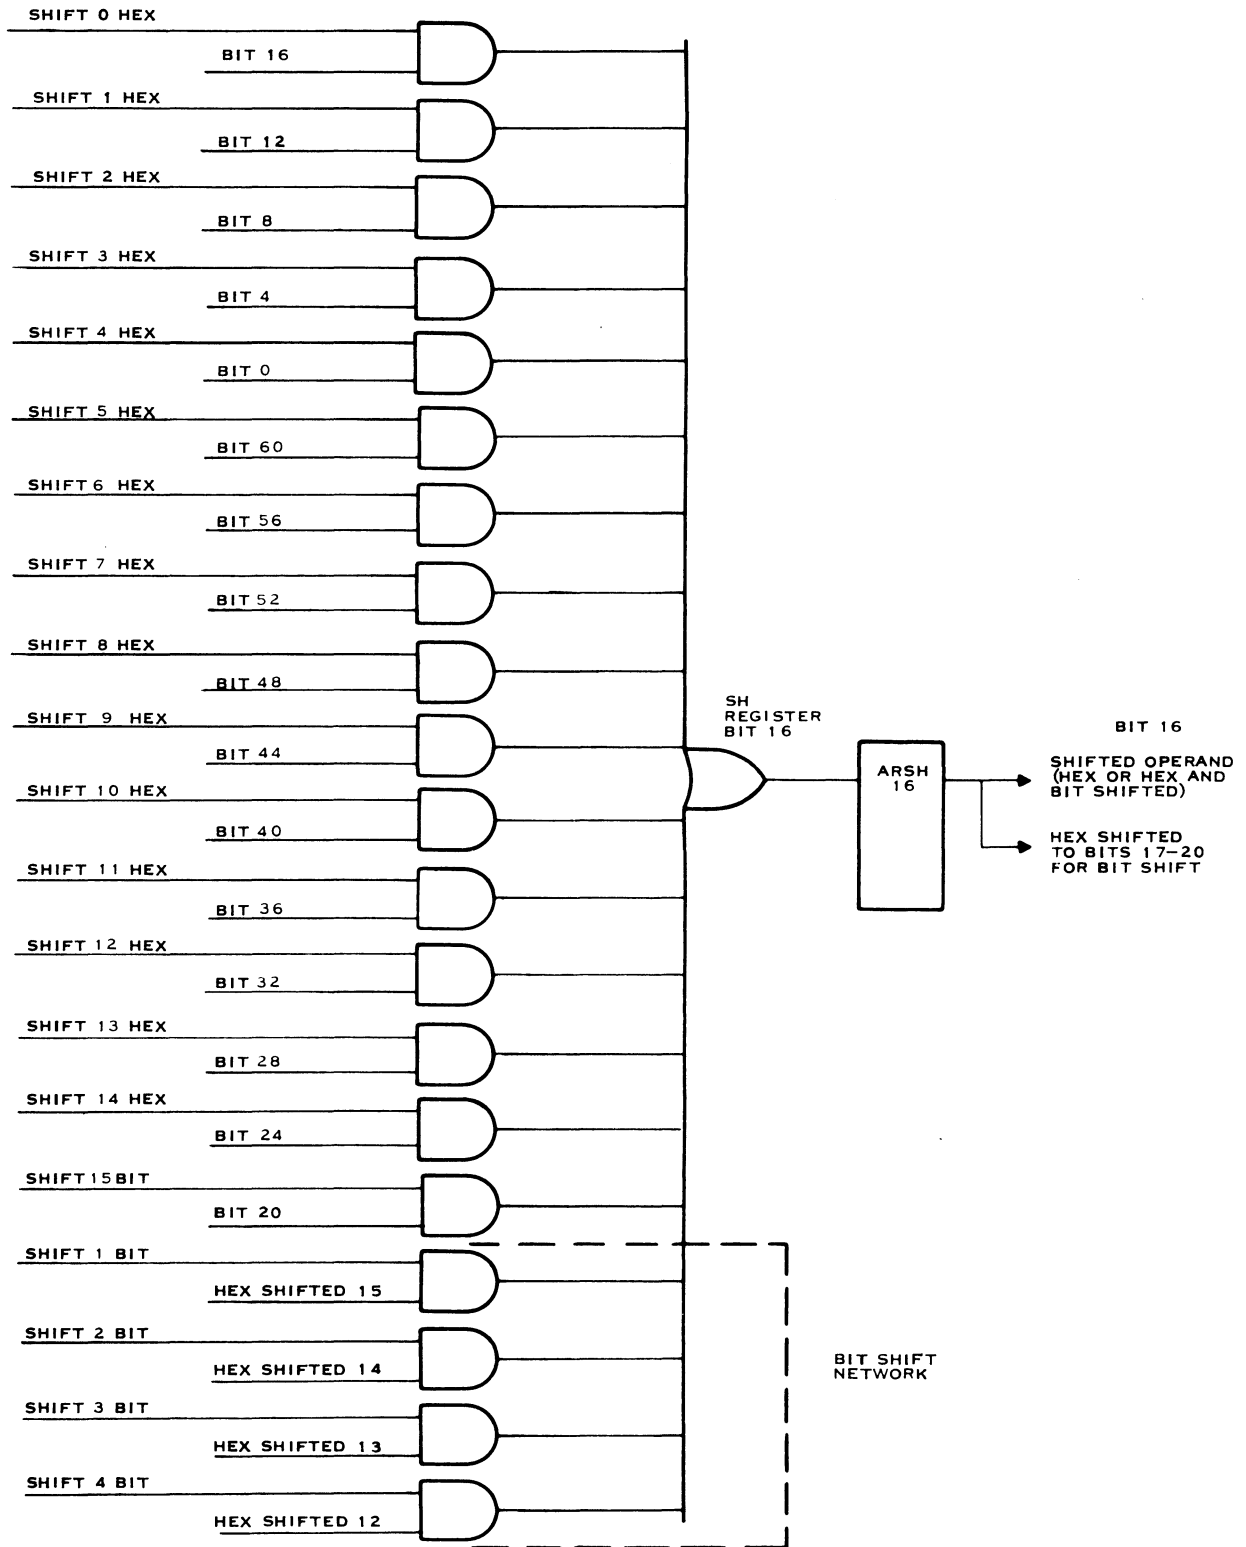 SHIFT 0 HEX
BIT 16
SHIFT 1 HEX
BIT 12
SHIFT 2 HEX
BIT 8
SHIFT 3 HEX
BIT 4
SHIFT 4 HEX
BIT 0
SHIFT 5 HEX
BIT 60
SHIFT 6 HEX
BIT 56
SHIFT 7 HEX
BIT 52
SHIFT 8 HEX
BIT 48
SHIFT 9 HEX
BIT 44
SHIFT 10 HEX
BIT 40
SHIFT 11 HEX
BIT 36
SHIFT 12 HEX
BIT 32
SHIFT 13 HEX
BIT 28
SHIFT 14 HEX
BIT 24
SHIFT 15 BIT
BIT 20
SHIFT 1 BIT
HEX SHIFTED 15
SHIFT 2 BIT
HEX SHIFTED 14
SHIFT 3 BIT
HEX SHIFTED 13
SHIFT 4 BIT
HEX SHIFTED 12
SH
REGISTER
BIT 16
ARSH
16
BIT 16
SHIFTED OPERAND
(HEX OR HEX AND
BIT SHIFTED)
HEX SHIFTED
TO BITS 17-20
FOR BIT SHIFT
BIT SHIFT
NETWORK